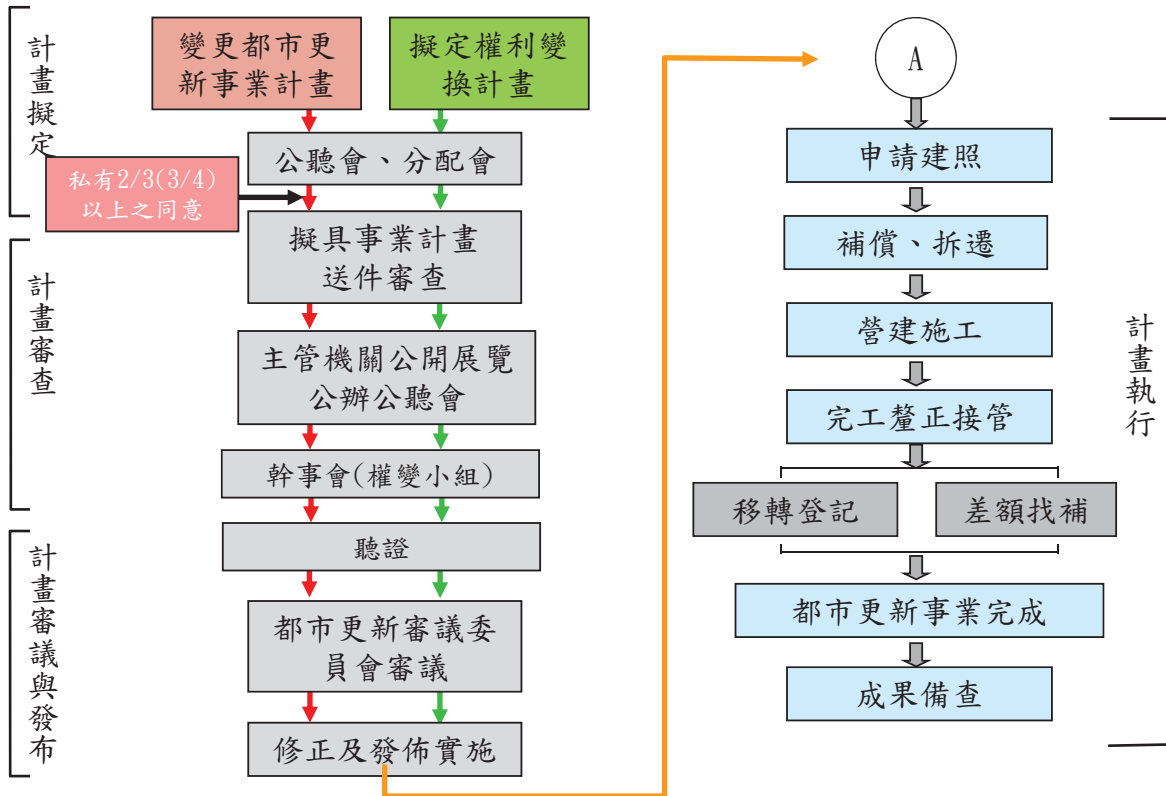 計畫擬定
變更都市更
新事業計畫
擬定權利變
換計畫
公聽會、分配會
私有2/3(3/4)
以上之同意
計畫審查
擬具事業計畫
送件審查
主管機關公開展覽
公辦公聽會
幹事會(權變小組)
計畫審議與發布
聽證
都市更新審議委
員會審議
修正及發佈實施
A
計畫執行
申請建照
補償、拆遷
營建施工
完工釐正接管
移轉登記
差額找補
都市更新事業完成
成果備查